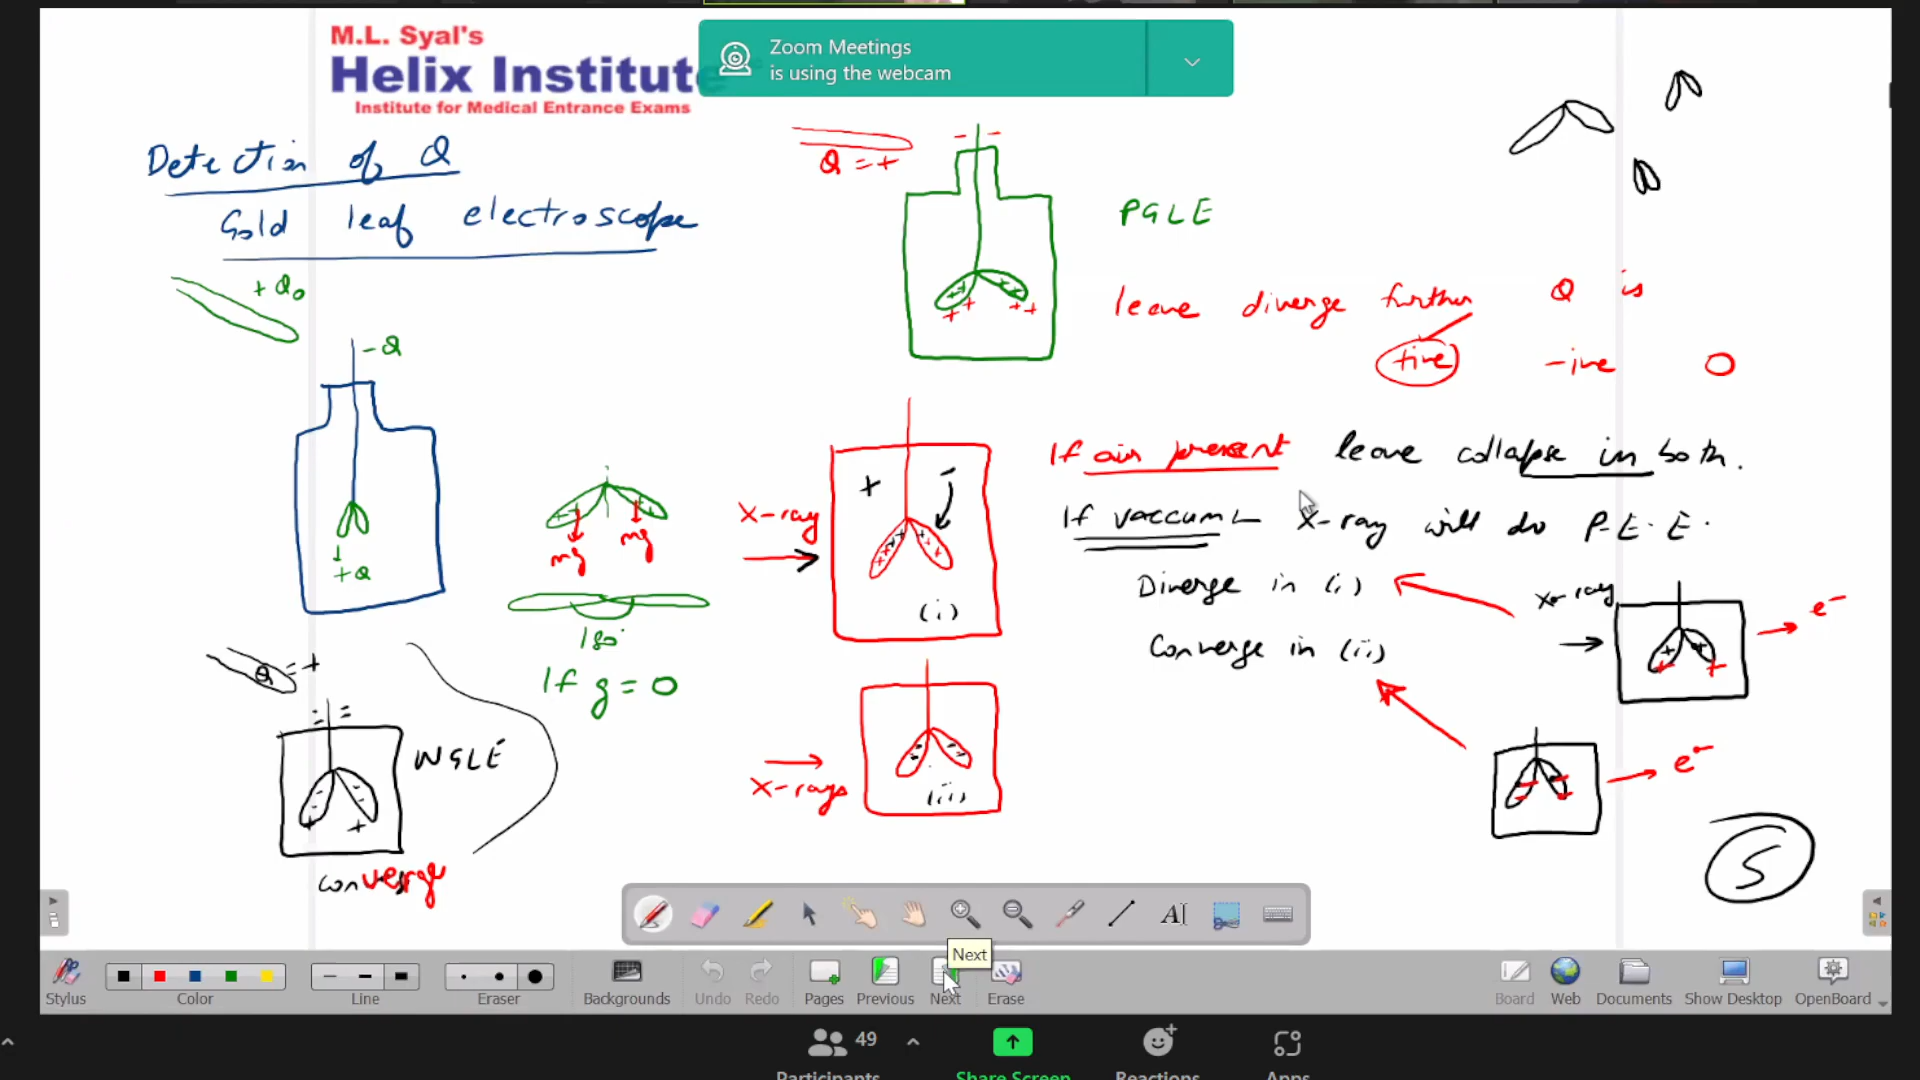 M.L. Syal's
Helix Institute
Institute for Medical Entrance Exams
Zoom Meetings
is using the webcam
Detection of Q
Gold leaf electroscope
+ Q₀
- Q
+ Q
Q = +
- -
+ + + +
+ + + +
PGLE
leave diverge further Q is
+ive -ive 0
mg mg
180°
If g = 0
X-ray
+ -
(i)
If air present leave collapse in both.
If vaccum X-ray will do P.E.E.
Diverge in (i)
Converge in (ii)
X-ray
e⁻
e⁻
X-rays
(ii)
Q = +
NGLE
+ +
converge
5
Next
Stylus
Color
Line
Eraser
Backgrounds
Undo
Redo
Pages
Previous
Next
Erase
Board
Web
Documents
Show Desktop
OpenBoard
49
Participants
Share Screen
Reactions
Apps